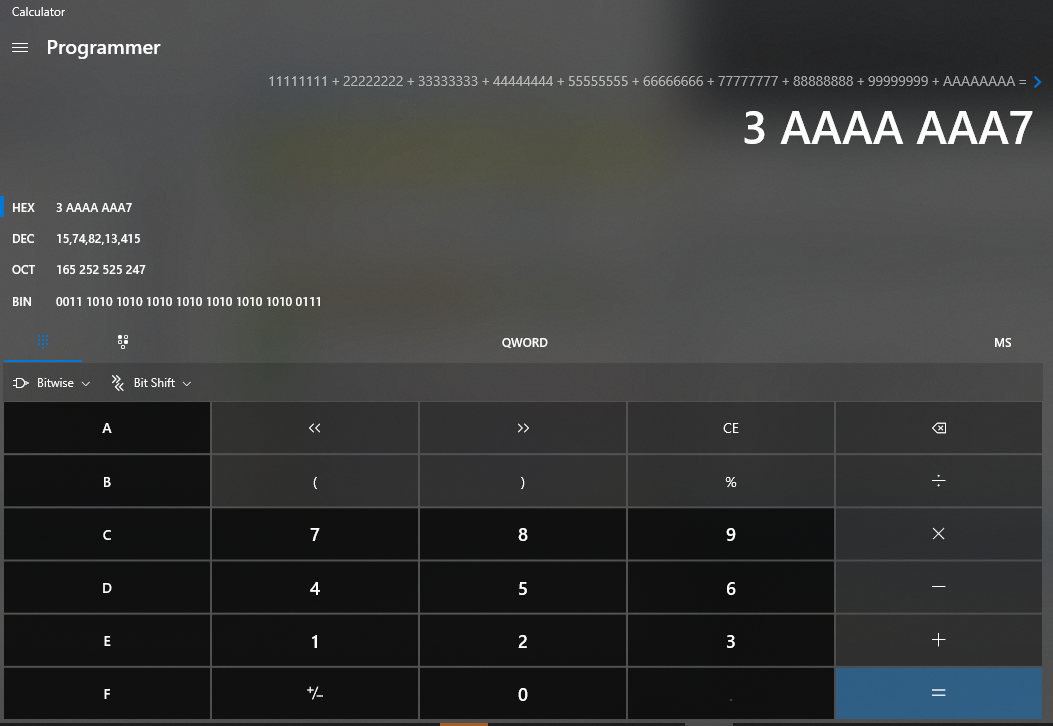 Calculator
Programmer
11111111 + 22222222 + 33333333 + 44444444 + 55555555 + 66666666 + 77777777 + 88888888 + 99999999 + AAAAAAAA =
3 AAAA AAA7
HEX 3 AAAA AAA7
DEC 15,74,82,13,415
OCT 165 252 525 247
BIN 0011 1010 1010 1010 1010 1010 1010 1010 0111
QWORD MS
Bitwise Bit Shift
A << >> CE
B ( ) % ÷
C 7 8 9 ×
D 4 5 6 −
E 1 2 3 +
F +/− 0 . =